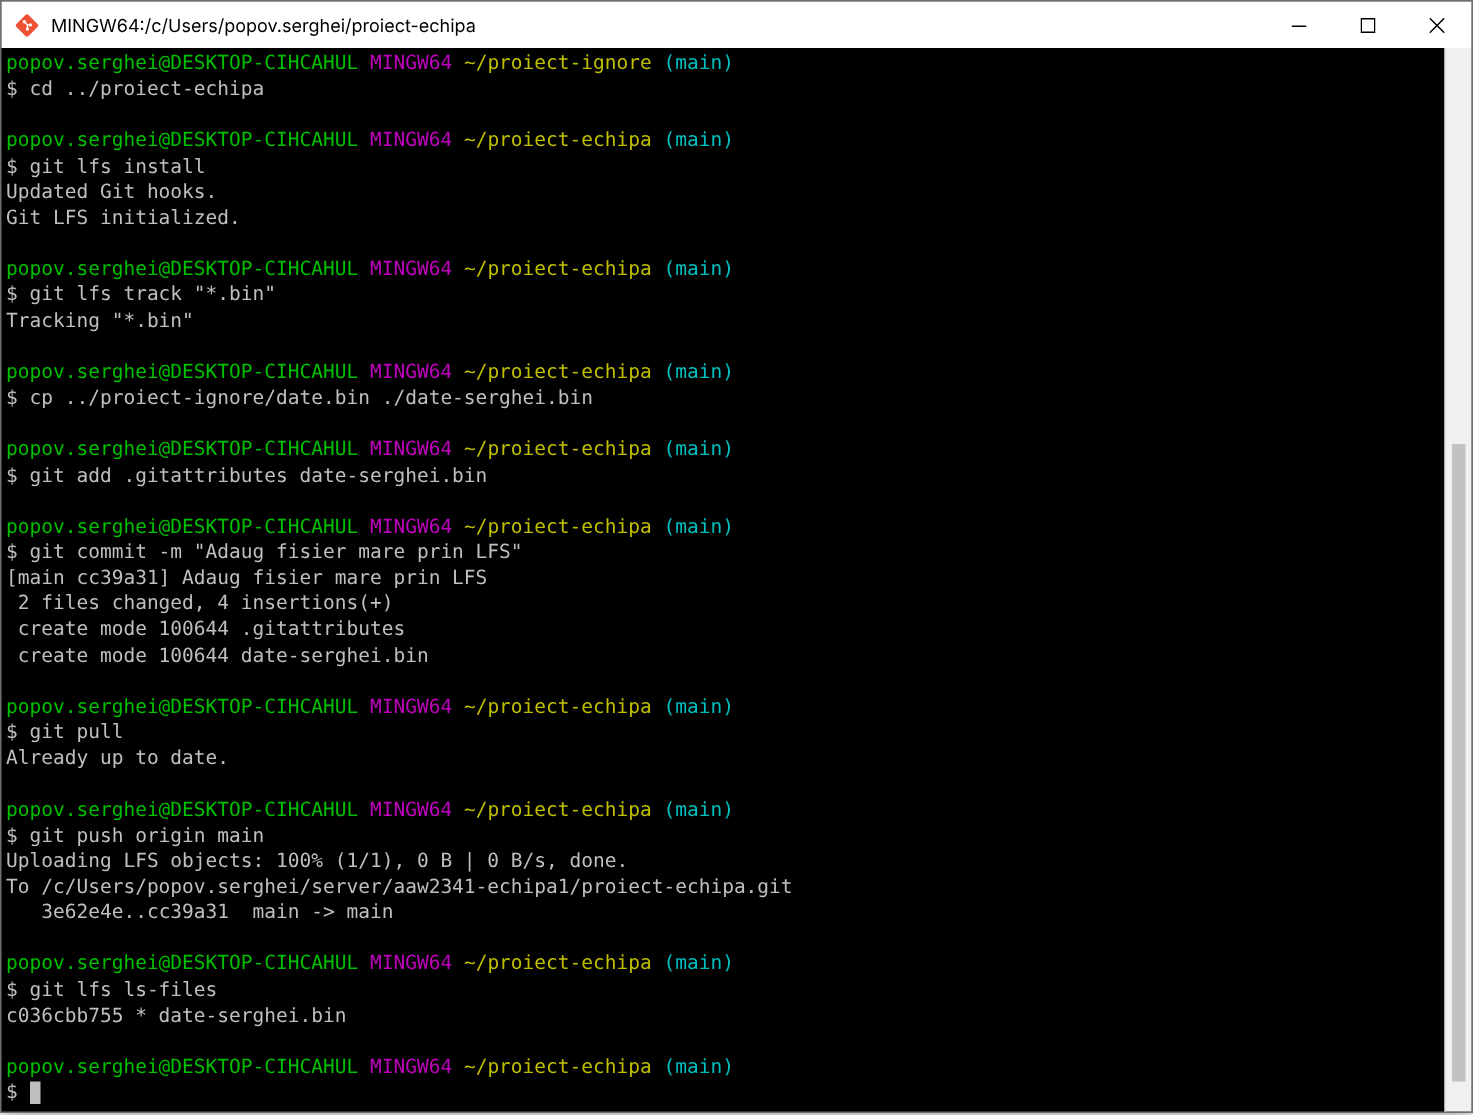 MINGW64:/c/Users/popov.serghei/proiect-echipa
popov.serghei@DESKTOP-CIHCAHUL MINGW64 ~/proiect-ignore (main)
$ cd ../proiect-echipa
popov.serghei@DESKTOP-CIHCAHUL MINGW64 ~/proiect-echipa (main)
$ git lfs install
Updated Git hooks.
Git LFS initialized.
popov.serghei@DESKTOP-CIHCAHUL MINGW64 ~/proiect-echipa (main)
$ git lfs track "*.bin"
Tracking "*.bin"
popov.serghei@DESKTOP-CIHCAHUL MINGW64 ~/proiect-echipa (main)
$ cp ../proiect-ignore/date.bin ./date-serghei.bin
popov.serghei@DESKTOP-CIHCAHUL MINGW64 ~/proiect-echipa (main)
$ git add .gitattributes date-serghei.bin
popov.serghei@DESKTOP-CIHCAHUL MINGW64 ~/proiect-echipa (main)
$ git commit -m "Adaug fisier mare prin LFS"
[main cc39a31] Adaug fisier mare prin LFS
 2 files changed, 4 insertions(+)
 create mode 100644 .gitattributes
 create mode 100644 date-serghei.bin
popov.serghei@DESKTOP-CIHCAHUL MINGW64 ~/proiect-echipa (main)
$ git pull
Already up to date.
popov.serghei@DESKTOP-CIHCAHUL MINGW64 ~/proiect-echipa (main)
$ git push origin main
Uploading LFS objects: 100% (1/1), 0 B | 0 B/s, done.
To /c/Users/popov.serghei/server/aaw2341-echipa1/proiect-echipa.git
   3e62e4e..cc39a31  main -> main
popov.serghei@DESKTOP-CIHCAHUL MINGW64 ~/proiect-echipa (main)
$ git lfs ls-files
c036cbb755 * date-serghei.bin
popov.serghei@DESKTOP-CIHCAHUL MINGW64 ~/proiect-echipa (main)
$